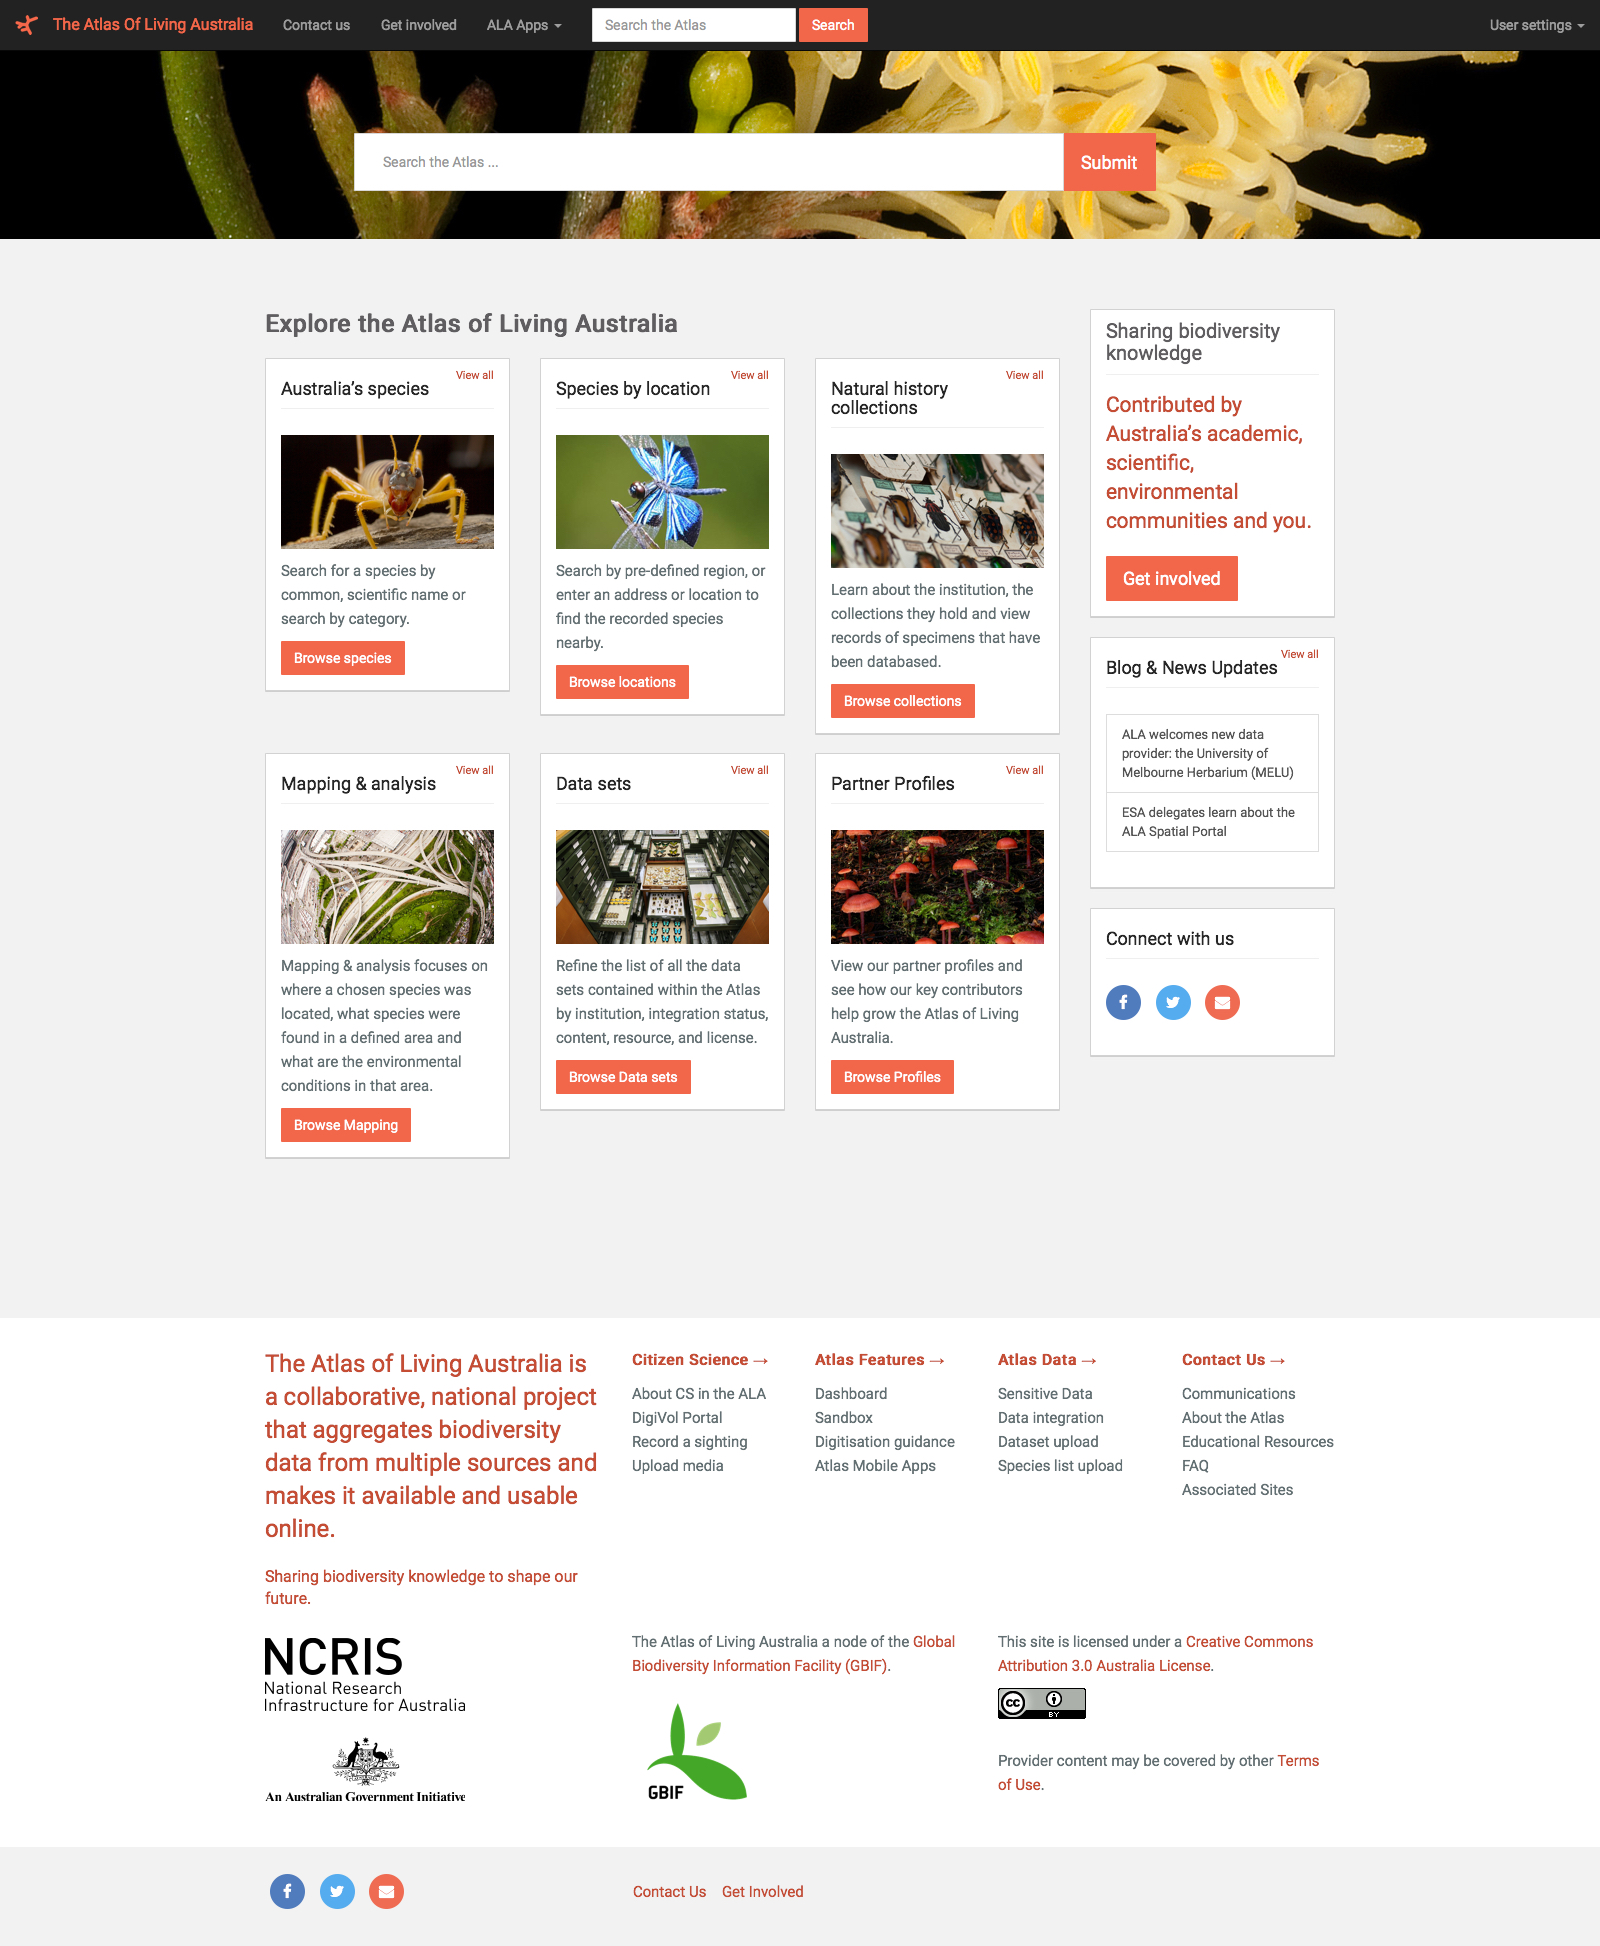 The Atlas Of Living Australia
Contact us
Get involved
ALA Apps
Search the Atlas
Search
User settings
Search the Atlas ...
Submit
Explore the Atlas of Living Australia
View all
Australia’s species
Search for a species by
common, scientific name or
search by category.
Browse species
View all
Species by location
Search by pre-defined region, or
enter an address or location to
find the recorded species
nearby.
Browse locations
View all
Natural history
collections
Learn about the institution, the
collections they hold and view
records of specimens that have
been databased.
Browse collections
View all
Mapping & analysis
Mapping & analysis focuses on
where a chosen species was
located, what species were
found in a defined area and
what are the environmental
conditions in that area.
Browse Mapping
View all
Data sets
Refine the list of all the data
sets contained within the Atlas
by institution, integration status,
content, resource, and license.
Browse Data sets
View all
Partner Profiles
View our partner profiles and
see how our key contributors
help grow the Atlas of Living
Australia.
Browse Profiles
Sharing biodiversity
knowledge
Contributed by
Australia’s academic,
scientific,
environmental
communities and you.
Get involved
View all
Blog & News Updates
ALA welcomes new data
provider: the University of
Melbourne Herbarium (MELU)
ESA delegates learn about the
ALA Spatial Portal
Connect with us
The Atlas of Living Australia is
a collaborative, national project
that aggregates biodiversity
data from multiple sources and
makes it available and usable
online.
Sharing biodiversity knowledge to shape our
future.
Citizen Science →
About CS in the ALA
DigiVol Portal
Record a sighting
Upload media
Atlas Features →
Dashboard
Sandbox
Digitisation guidance
Atlas Mobile Apps
Atlas Data →
Sensitive Data
Data integration
Dataset upload
Species list upload
Contact Us →
Communications
About the Atlas
Educational Resources
FAQ
Associated Sites
NCRIS
National Research
Infrastructure for Australia
An Australian Government Initiative
The Atlas of Living Australia a node of the Global
Biodiversity Information Facility (GBIF).
GBIF
This site is licensed under a Creative Commons
Attribution 3.0 Australia License.
cc
BY
Provider content may be covered by other Terms
of Use.
Contact Us
Get Involved